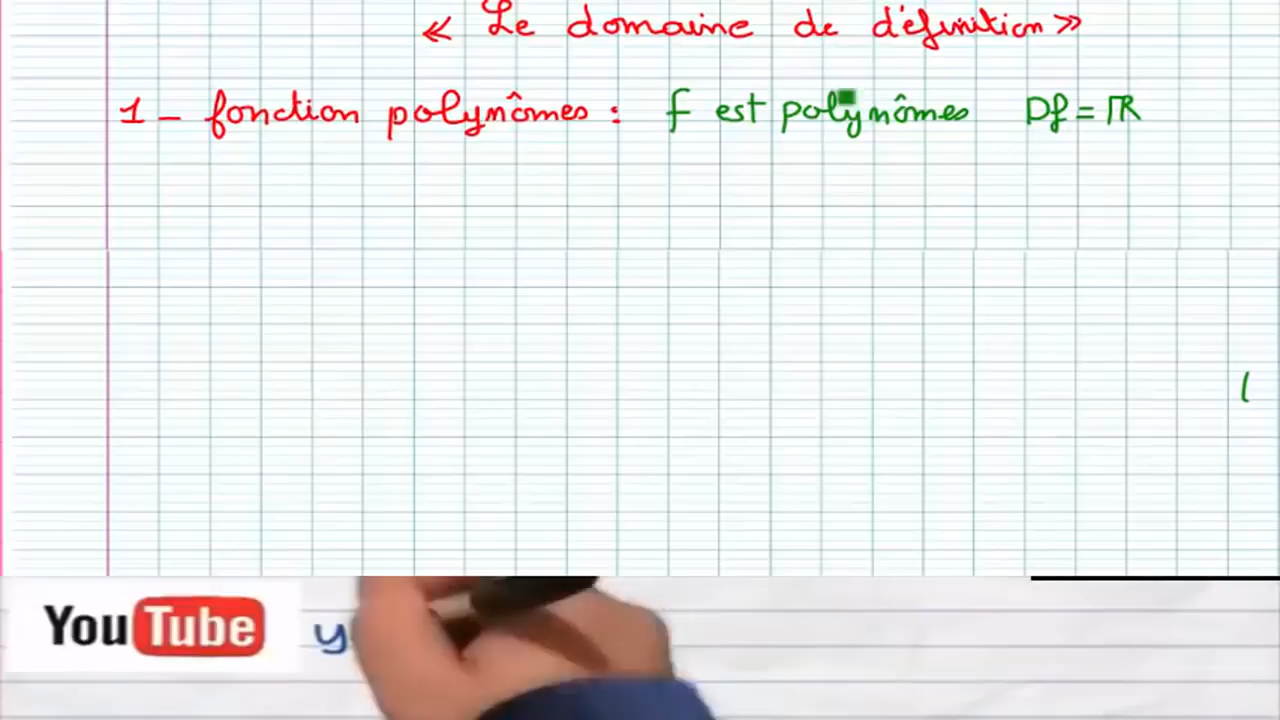 « Le domaine de définition »
1 - fonction polynômes : f est polynômes Df = ℝ
(
YouTube y